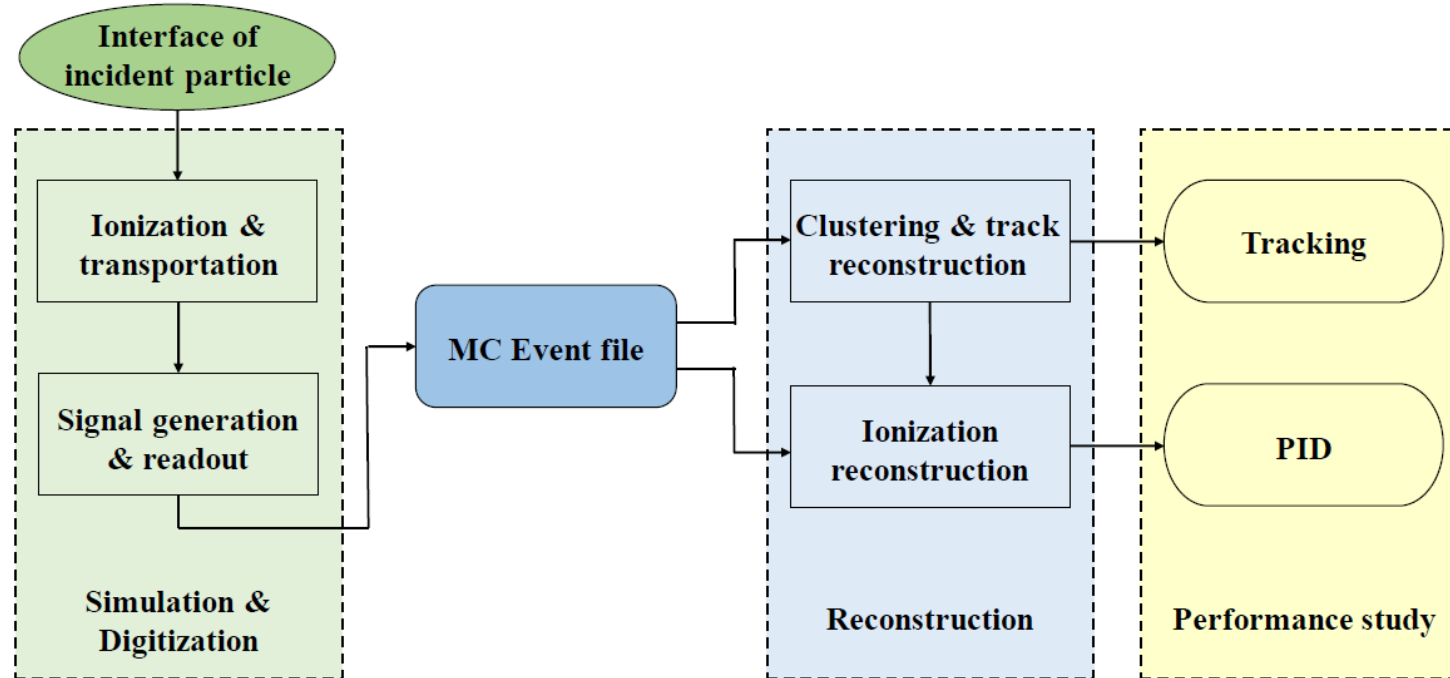 Interface of
incident particle
Ionization &
transportation
Signal generation
& readout
Simulation &
Digitization
MC Event file
Clustering & track
reconstruction
Ionization
reconstruction
Reconstruction
Tracking
PID
Performance study